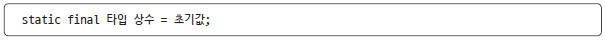 static final 타입 상수 = 초기값;